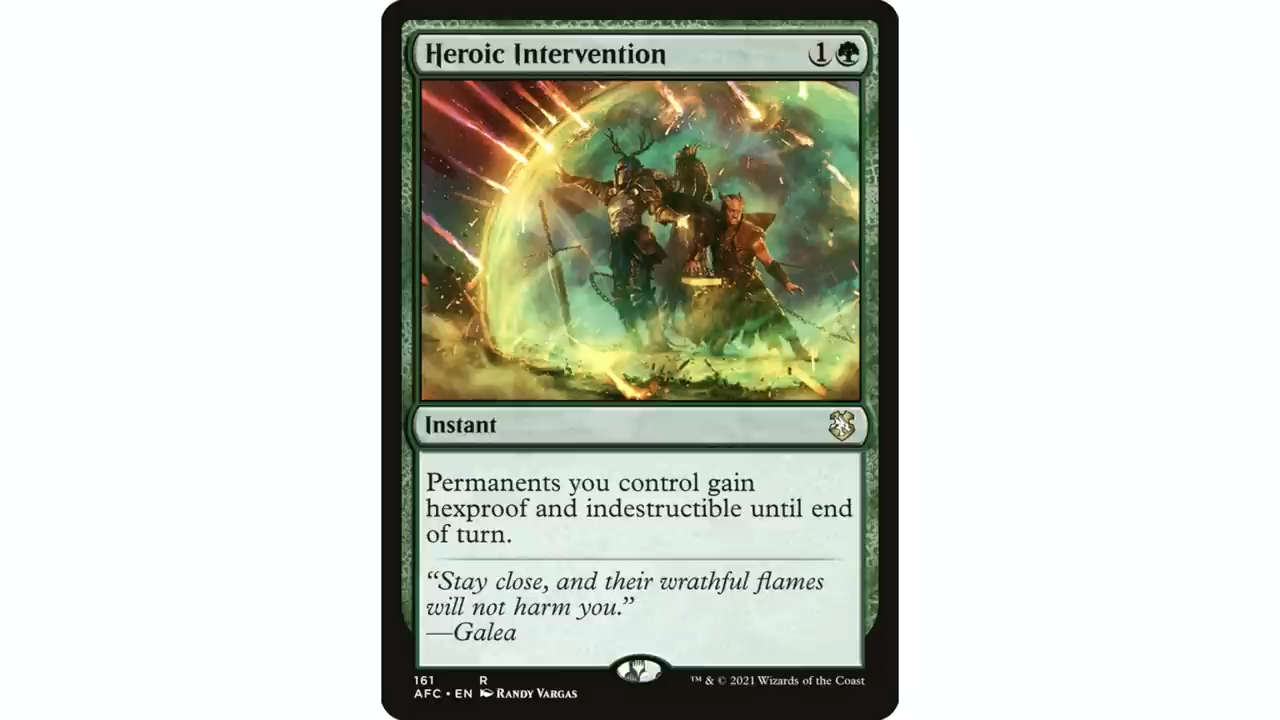 Heroic Intervention 1
Instant
Permanents you control gain
hexproof and indestructible until end
of turn.
“Stay close, and their wrathful flames
will not harm you.”
—Galea
161 R
AFC • EN RANDY VARGAS
™ & © 2021 Wizards of the Coast